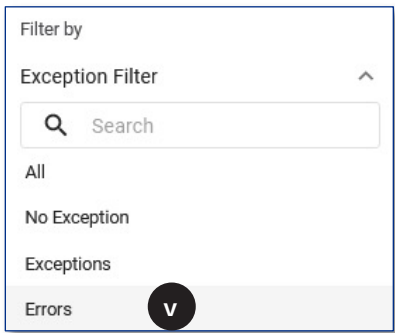 Filter by
Exception Filter
Search
All
No Exception
Exceptions
Errors v